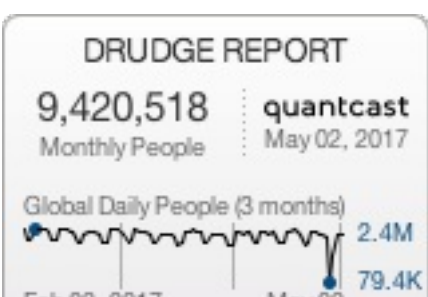 DRUDGE REPORT
9,420,518 quantcast
Monthly People May 02, 2017
Global Daily People (3 months)
2.4M
79.4K
2017